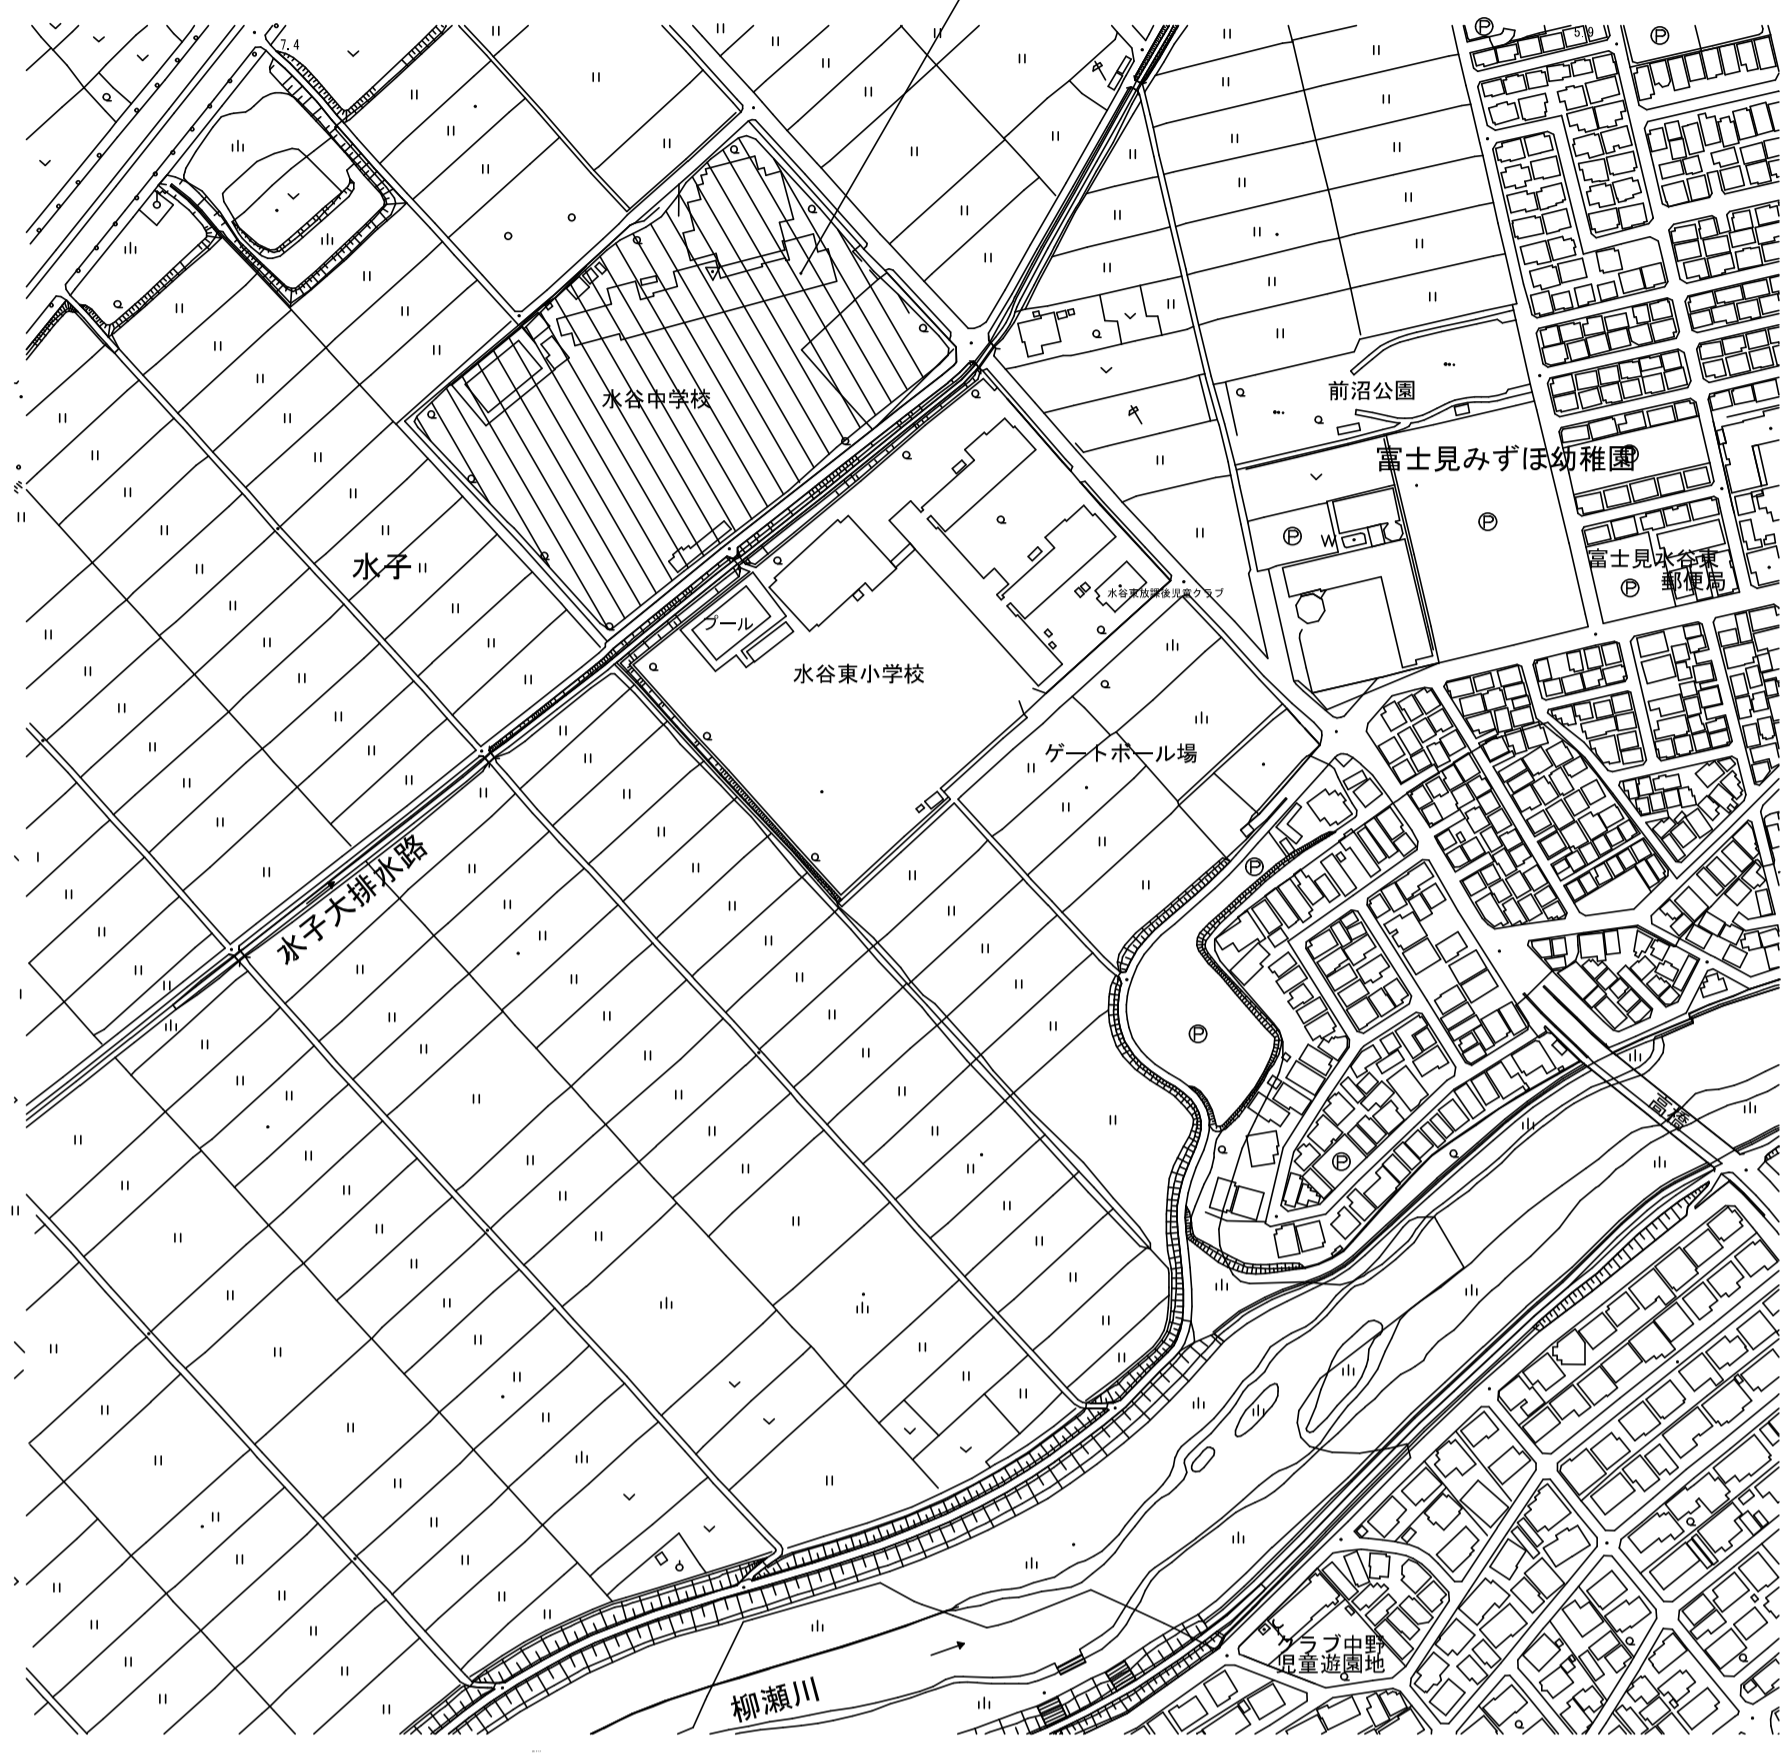 7.4
5.9
水谷中学校
前沼公園
富士見みずほ幼稚園
W
富士見水谷東
郵便局
水子
水谷東放課後児童クラブ
プール
水谷東小学校
ゲートボール場
水子大排水路
高橋
クラブ中野
児童遊園地
柳瀬川